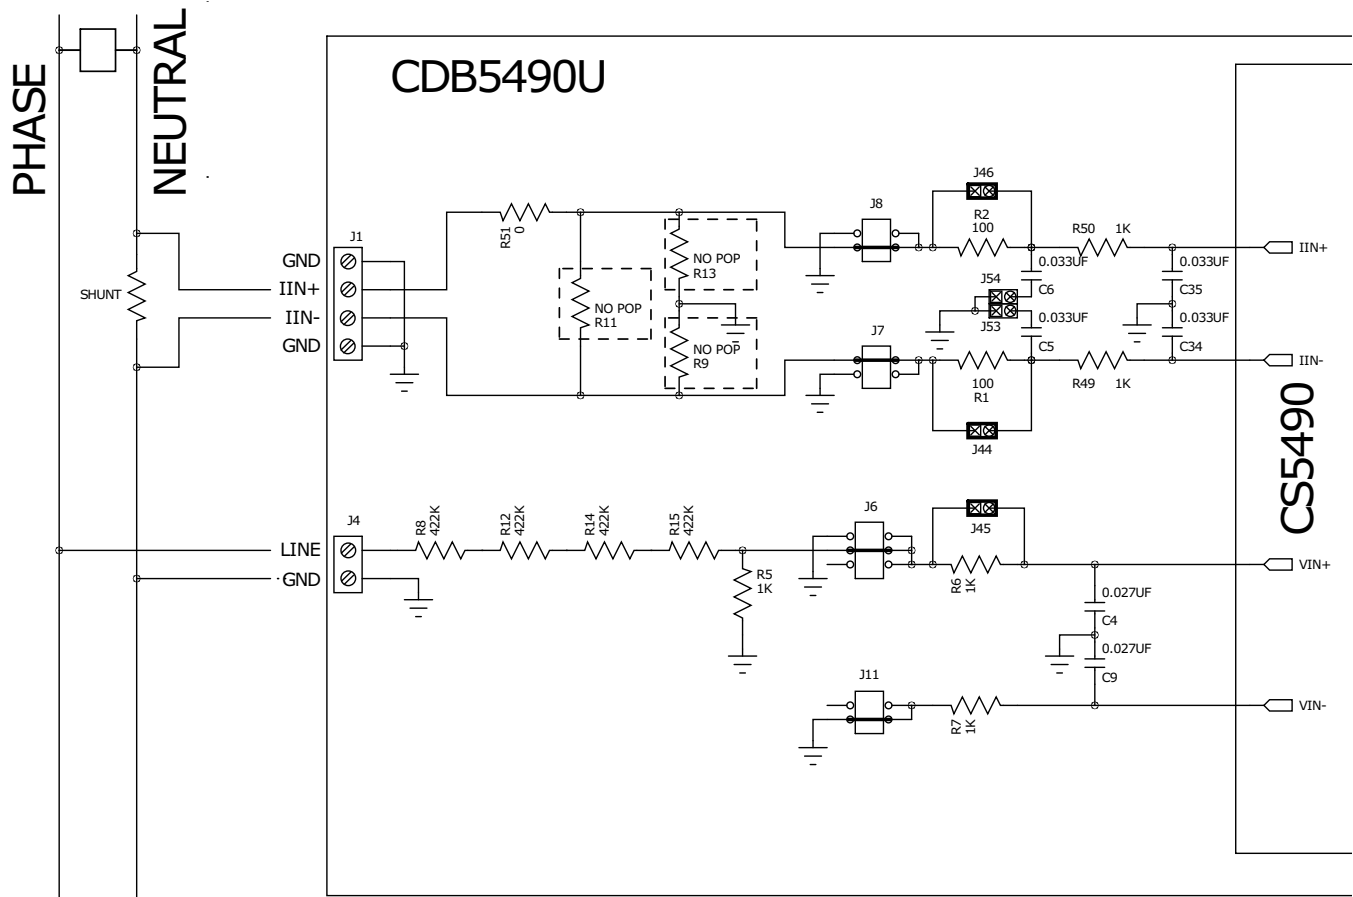 PHASE
NEUTRAL
CDB5490U
SHUNT
J1
GND
IIN+
IIN-
GND
R51
0
NO POP
R11
NO POP
R13
NO POP
R9
J8
J46
R2
100
R50 1K
0.033UF
C6
0.033UF
C35
IIN+
J54
J53
0.033UF
C5
0.033UF
C34
J7
100
R1
R49 1K
IIN-
J44
CS5490
J4
LINE
GND
R8
422K
R12
422K
R14
422K
R15
422K
R5
1K
J6
J45
R6
1K
VIN+
0.027UF
C4
0.027UF
C9
J11
R7
1K
VIN-